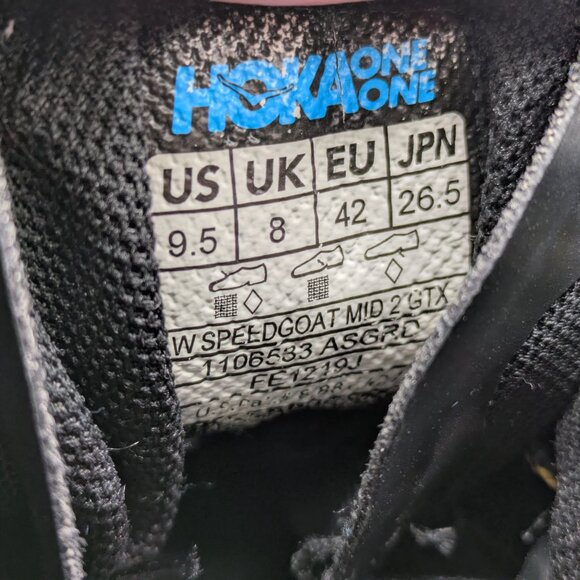 HOKA ONE ONE
US UK EU JPN
9.5 8 42 26.5
W SPEEDGOAT MID 2 GTX
1106533 ASGRD
FE1219J